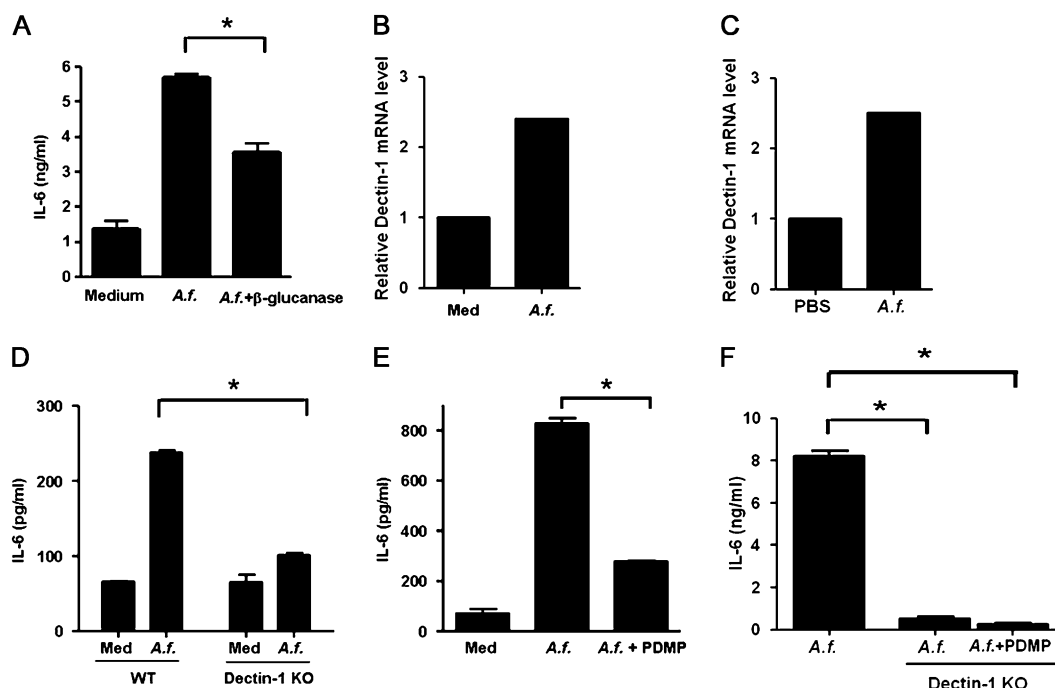 A
*
IL-6 (ng/ml)
6
5
4
3
2
1
0
Medium A.f. A.f.+β-glucanase
B
Relative Dectin-1 mRNA level
3
2
1
0
Med A.f.
C
Relative Dectin-1 mRNA level
3
2
1
0
PBS A.f.
D
*
IL-6 (pg/ml)
300
200
100
0
Med A.f. Med A.f.
WT Dectin-1 KO
E
*
IL-6 (pg/ml)
800
600
400
200
0
Med A.f. A.f. + PDMP
F
*
*
IL-6 (ng/ml)
10
8
6
4
2
0
A.f. A.f. A.f.+PDMP
Dectin-1 KO